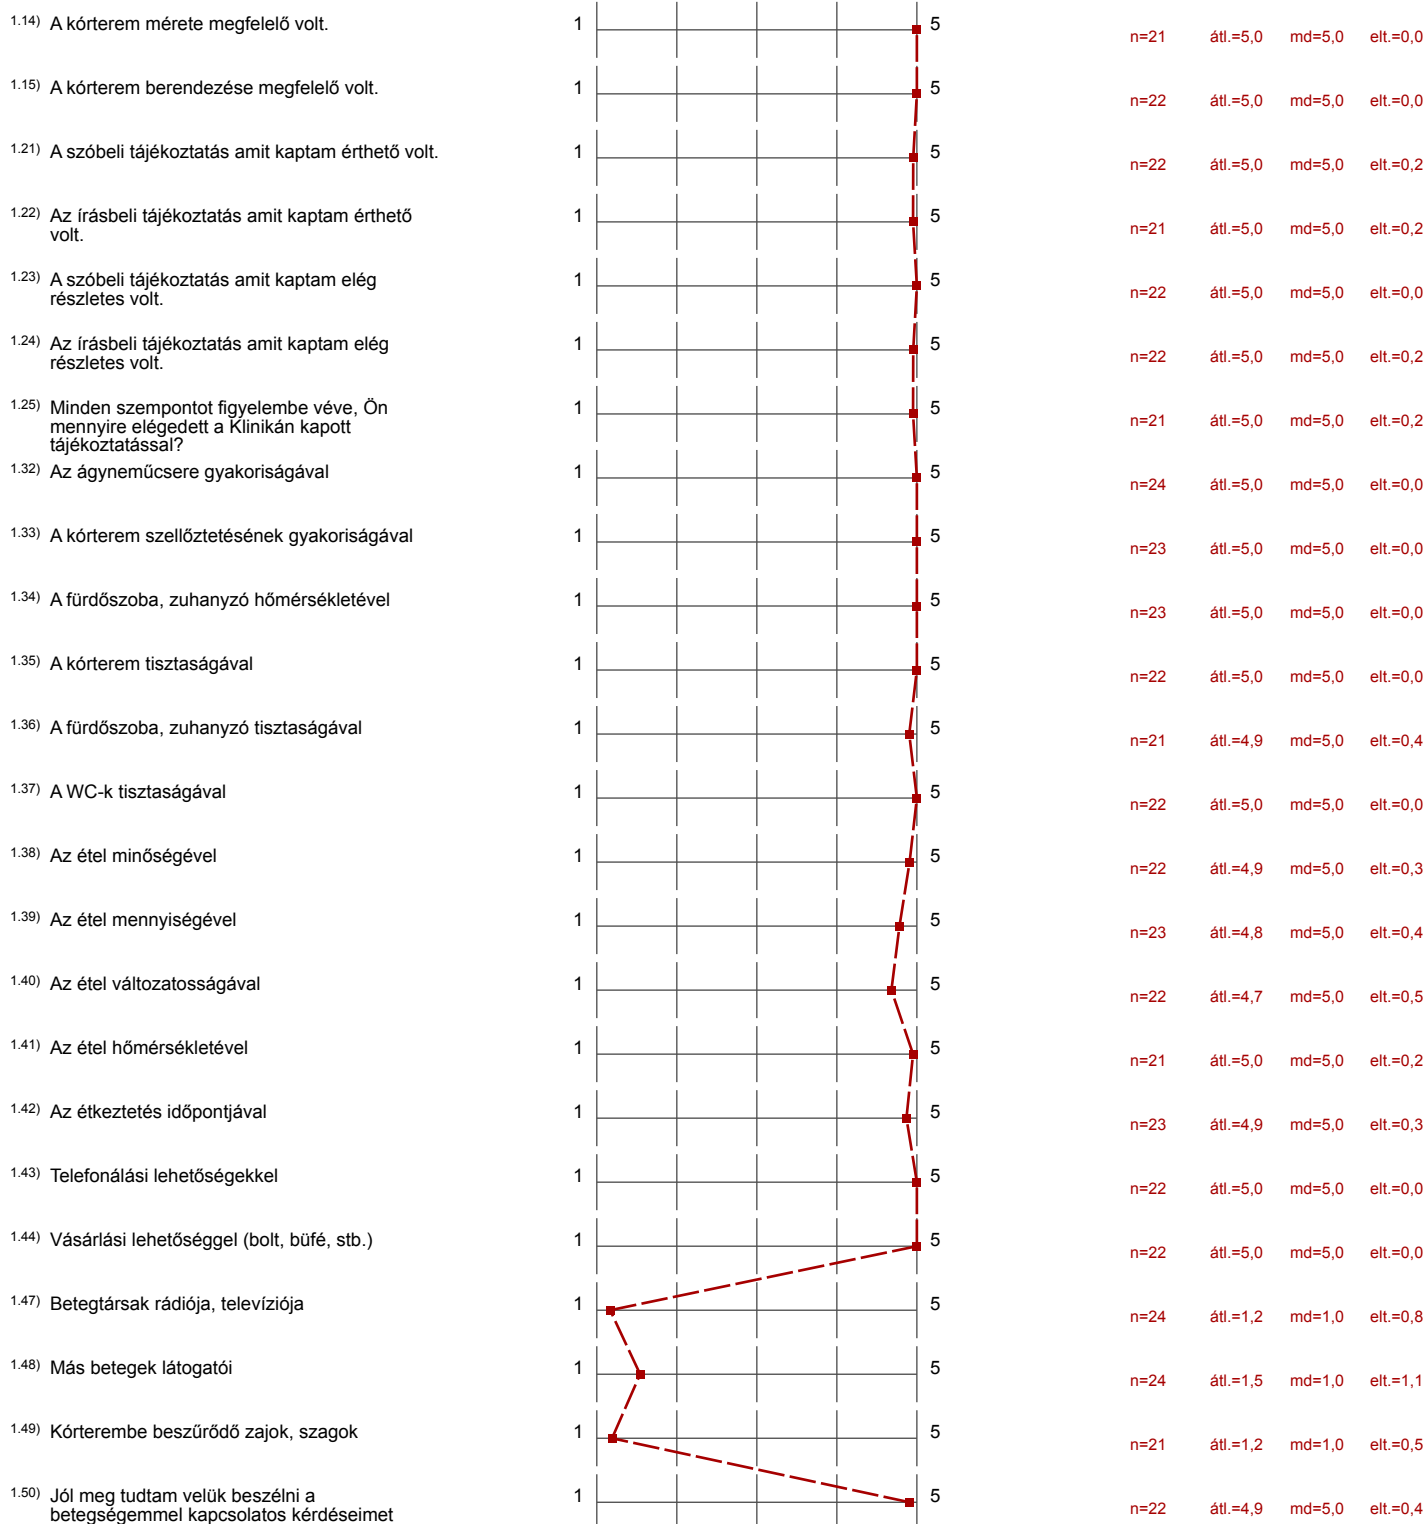 1.14) A kórterem mérete megfelelő volt. 1 5 n=21 átl.=5,0 md=5,0 elt.=0,0
1.15) A kórterem berendezése megfelelő volt. 1 5 n=22 átl.=5,0 md=5,0 elt.=0,0
1.21) A szóbeli tájékoztatás amit kaptam érthető volt. 1 5 n=22 átl.=5,0 md=5,0 elt.=0,2
1.22) Az írásbeli tájékoztatás amit kaptam érthető 1 5 n=21 átl.=5,0 md=5,0 elt.=0,2
volt.
1.23) A szóbeli tájékoztatás amit kaptam elég 1 5 n=22 átl.=5,0 md=5,0 elt.=0,0
részletes volt.
1.24) Az írásbeli tájékoztatás amit kaptam elég 1 5 n=22 átl.=5,0 md=5,0 elt.=0,2
részletes volt.
1.25) Minden szempontot figyelembe véve, Ön 1 5 n=21 átl.=5,0 md=5,0 elt.=0,2
mennyire elégedett a Klinikán kapott
tájékoztatással?
1.32) Az ágyneműcsere gyakoriságával 1 5 n=24 átl.=5,0 md=5,0 elt.=0,0
1.33) A kórterem szellőztetésének gyakoriságával 1 5 n=23 átl.=5,0 md=5,0 elt.=0,0
1.34) A fürdőszoba, zuhanyzó hőmérsékletével 1 5 n=23 átl.=5,0 md=5,0 elt.=0,0
1.35) A kórterem tisztaságával 1 5 n=22 átl.=5,0 md=5,0 elt.=0,0
1.36) A fürdőszoba, zuhanyzó tisztaságával 1 5 n=21 átl.=4,9 md=5,0 elt.=0,4
1.37) A WC-k tisztaságával 1 5 n=22 átl.=5,0 md=5,0 elt.=0,0
1.38) Az étel minőségével 1 5 n=22 átl.=4,9 md=5,0 elt.=0,3
1.39) Az étel mennyiségével 1 5 n=23 átl.=4,8 md=5,0 elt.=0,4
1.40) Az étel változatosságával 1 5 n=22 átl.=4,7 md=5,0 elt.=0,5
1.41) Az étel hőmérsékletével 1 5 n=21 átl.=5,0 md=5,0 elt.=0,2
1.42) Az étkeztetés időpontjával 1 5 n=23 átl.=4,9 md=5,0 elt.=0,3
1.43) Telefonálási lehetőségekkel 1 5 n=22 átl.=5,0 md=5,0 elt.=0,0
1.44) Vásárlási lehetőséggel (bolt, büfé, stb.) 1 5 n=22 átl.=5,0 md=5,0 elt.=0,0
1.47) Betegtársak rádiója, televíziója 1 5 n=24 átl.=1,2 md=1,0 elt.=0,8
1.48) Más betegek látogatói 1 5 n=24 átl.=1,5 md=1,0 elt.=1,1
1.49) Kórterembe beszűrődő zajok, szagok 1 5 n=21 átl.=1,2 md=1,0 elt.=0,5
1.50) Jól meg tudtam velük beszélni a 1 5 n=22 átl.=4,9 md=5,0 elt.=0,4
betegségemmel kapcsolatos kérdéseimet